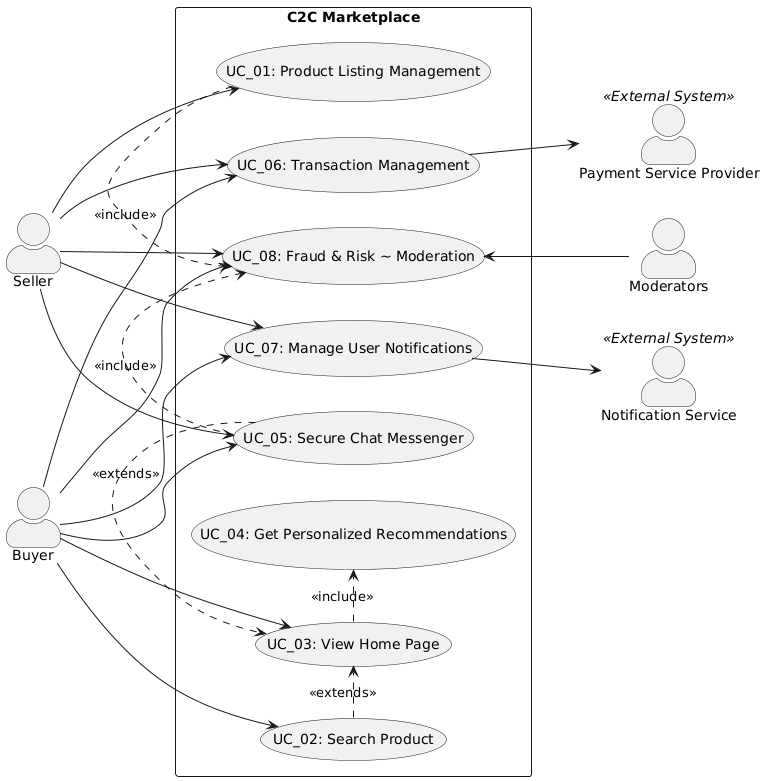 C2C Marketplace
UC_01: Product Listing Management
«External System»
Payment Service Provider
UC_06: Transaction Management
«include»
Moderators
UC_08: Fraud & Risk ~ Moderation
Seller
«External System»
UC_07: Manage User Notifications
«include»
Notification Service
UC_05: Secure Chat Messenger
«extends»
UC_04: Get Personalized Recommendations
Buyer
«include»
UC_03: View Home Page
«extends»
UC_02: Search Product